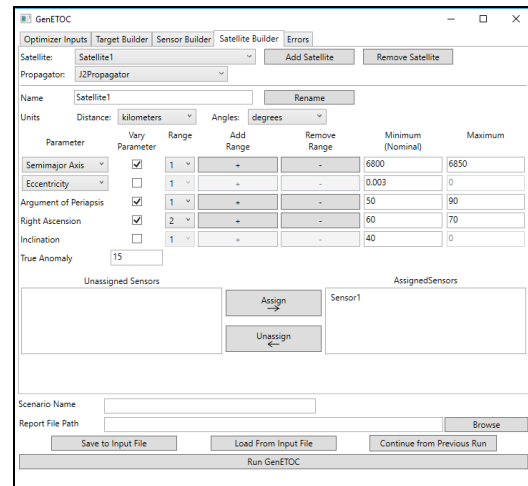 GenETOC
Optimizer Inputs Target Builder Sensor Builder Satellite Builder Errors
Satellite: Satellite1 Add Satellite Remove Satellite
Propagator: J2Propagator
Name Satellite1 Rename
Units Distance: kilometers Angles: degrees
Parameter Vary Parameter Range Add Range Remove Range Minimum (Nominal) Maximum
Semimajor Axis 1 + - 6800 6850
Eccentricity 1 + - 0.003 0
Argument of Periapsis 1 + - 50 90
Right Ascension 2 + - 60 70
Inclination 1 + - 40 0
True Anomaly 15
Unassigned Sensors AssignedSensors
Assign → Sensor1
Unassign ←
Scenario Name
Report File Path Browse
Save to Input File Load From Input File Continue from Previous Run
Run GenETOC